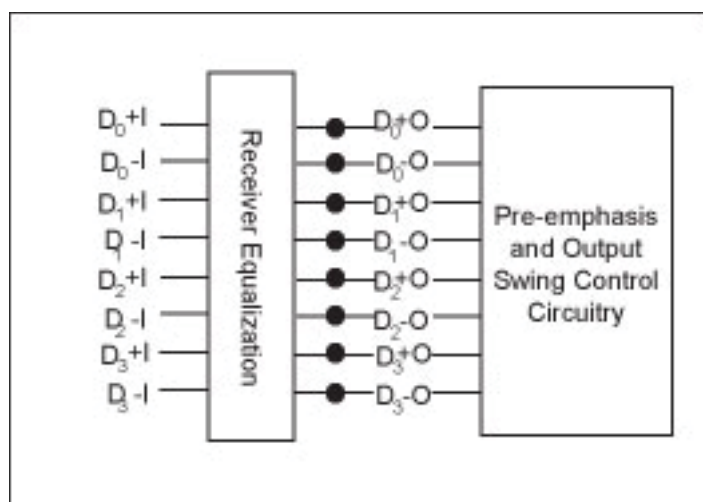 D0+I
D0-I
D1+I
D1-I
D2+I
D2-I
D3+I
D3-I
Receiver Equalization
D0+O
D0-O
D1+O
D1-O
D2+O
D2-O
D3+O
D3-O
Pre-emphasis
and Output
Swing Control
Circuitry